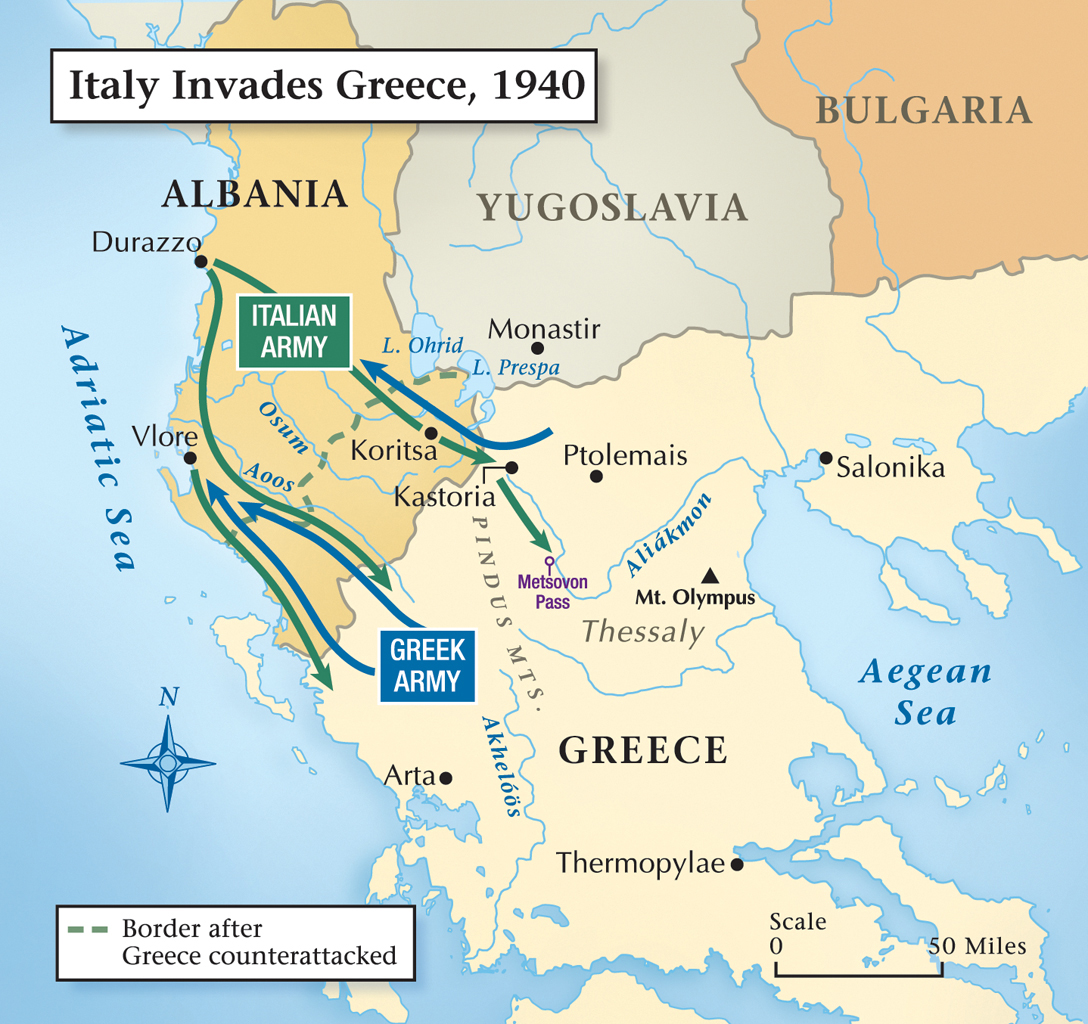 Italy Invades Greece, 1940
BULGARIA
ALBANIA
YUGOSLAVIA
Durazzo
ITALIAN
ARMY
Monastir
L. Ohrid
L. Prespa
Adriatic Sea
Osum
Vlore
Koritsa
Ptolemais
Salonika
Aoos
Kastoria
Aliákmon
PINDUS MTS.
Metsovon
Pass
Mt. Olympus
Thessaly
GREEK
ARMY
Aegean
Sea
N
Akhelóös
GREECE
Arta
Thermopylae
Border after
Greece counterattacked
Scale
0
50 Miles